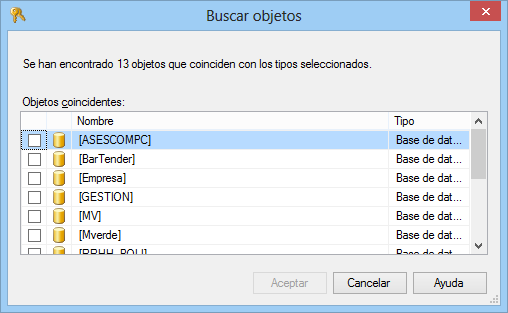 Buscar objetos
Se han encontrado 13 objetos que coinciden con los tipos seleccionados.
Objetos coincidentes:
Nombre Tipo
[ASESCOMPC] Base de dat...
[BarTender] Base de dat...
[Empresa] Base de dat...
[GESTION] Base de dat...
[MV] Base de dat...
[Mverde] Base de dat...
Base de dat...
Aceptar Cancelar Ayuda